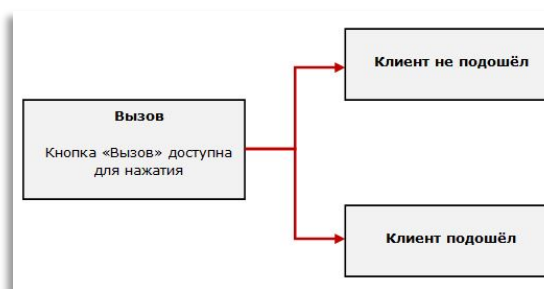 Клиент не подошёл
Вызов
Кнопка «Вызов» доступна
для нажатия
Клиент подошёл